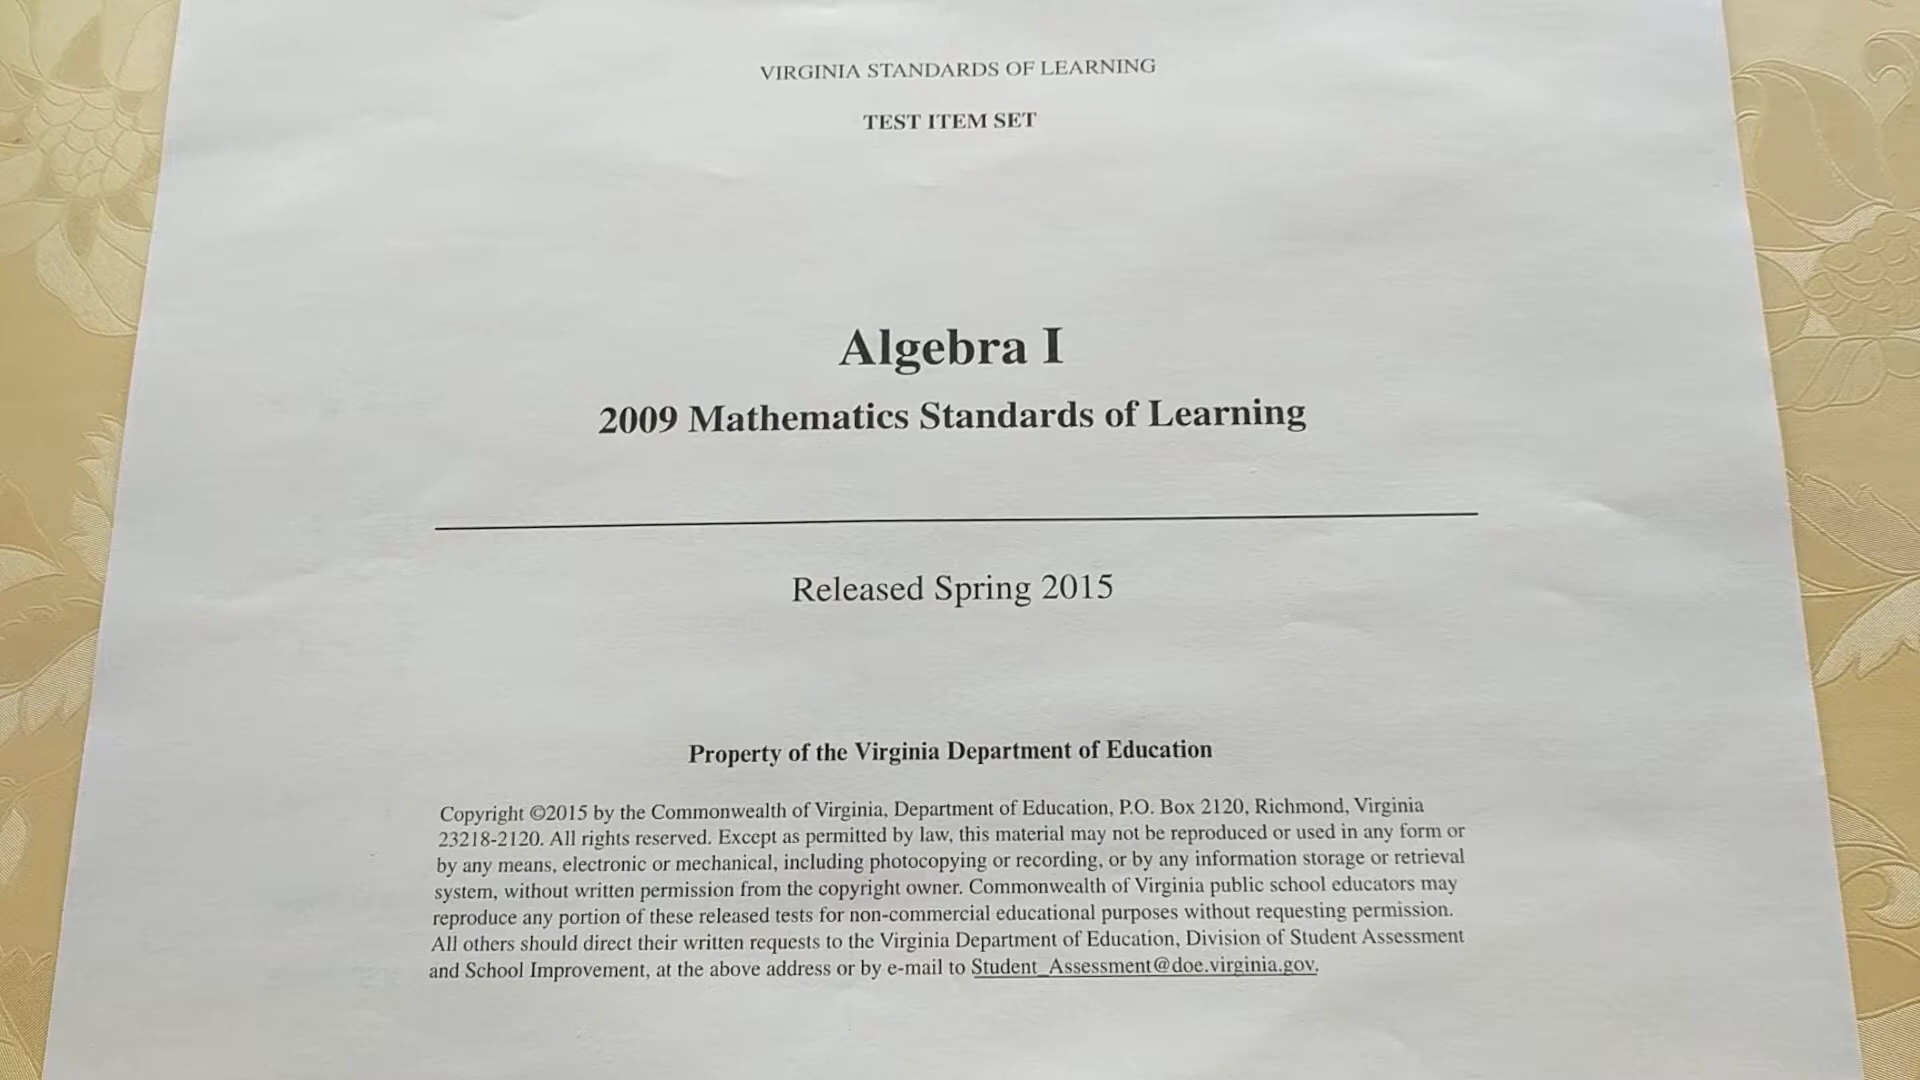 VIRGINIA STANDARDS OF LEARNING
TEST ITEM SET
Algebra I
2009 Mathematics Standards of Learning
Released Spring 2015
Property of the Virginia Department of Education
Copyright ©2015 by the Commonwealth of Virginia, Department of Education, P.O. Box 2120, Richmond, Virginia
23218-2120. All rights reserved. Except as permitted by law, this material may not be reproduced or used in any form or
by any means, electronic or mechanical, including photocopying or recording, or by any information storage or retrieval
system, without written permission from the copyright owner. Commonwealth of Virginia public school educators may
reproduce any portion of these released tests for non-commercial educational purposes without requesting permission.
All others should direct their written requests to the Virginia Department of Education, Division of Student Assessment
and School Improvement, at the above address or by e-mail to Student_Assessment@doe.virginia.gov.